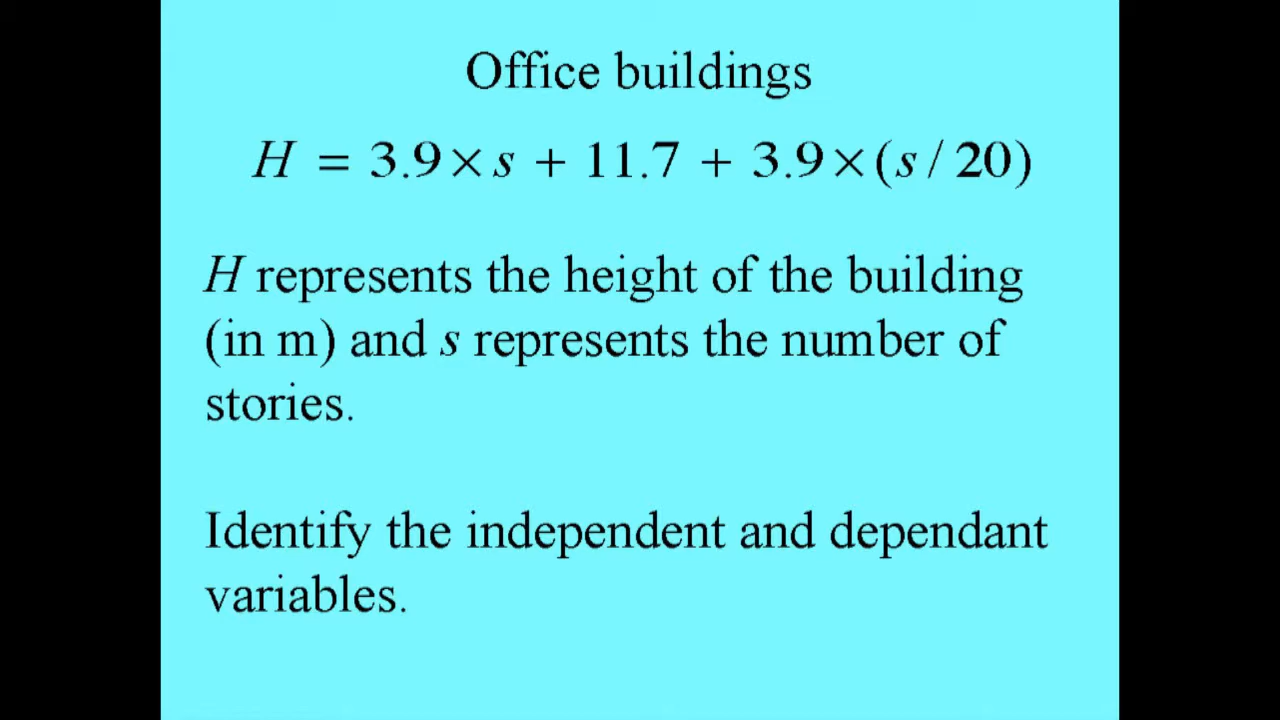 Office buildings
H = 3.9 × s + 11.7 + 3.9 × (s / 20)
H represents the height of the building
(in m) and s represents the number of
stories.
Identify the independent and dependant
variables.